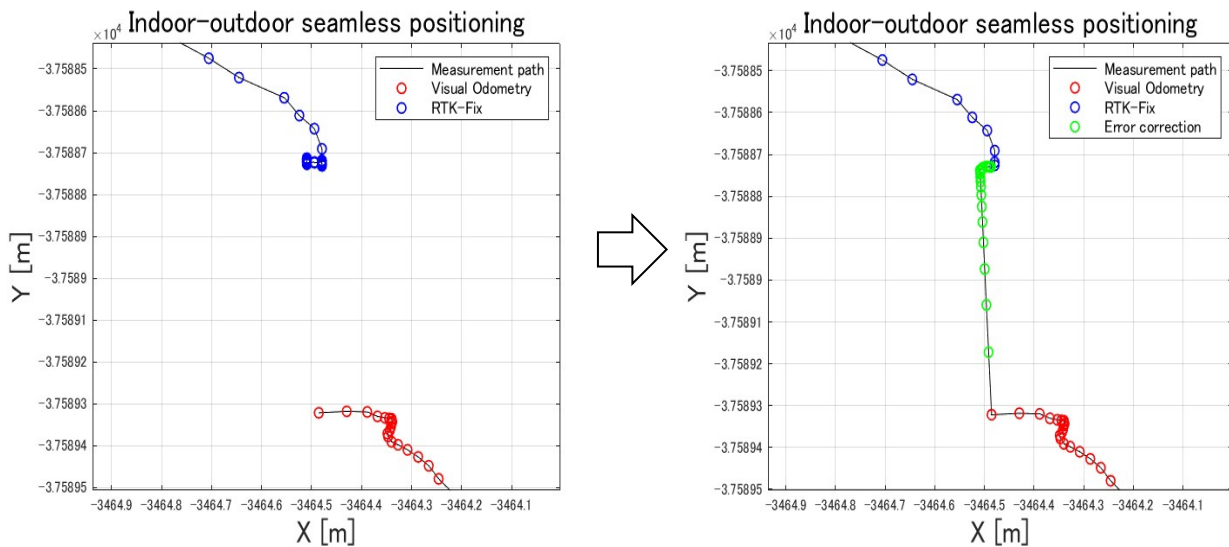 Indoor-outdoor seamless positioning
×10⁴
-3.75885
-3.75886
-3.75887
-3.75888
-3.75889
-3.7589
-3.75891
-3.75892
-3.75893
-3.75894
-3.75895
Y [m]
Measurement path
Visual Odometry
RTK-Fix
-3464.9 -3464.8 -3464.7 -3464.6 -3464.5 -3464.4 -3464.3 -3464.2 -3464.1
X [m]
Indoor-outdoor seamless positioning
×10⁴
-3.75885
-3.75886
-3.75887
-3.75888
-3.75889
-3.7589
-3.75891
-3.75892
-3.75893
-3.75894
-3.75895
Y [m]
Measurement path
Visual Odometry
RTK-Fix
Error correction
-3464.9 -3464.8 -3464.7 -3464.6 -3464.5 -3464.4 -3464.3 -3464.2 -3464.1
X [m]